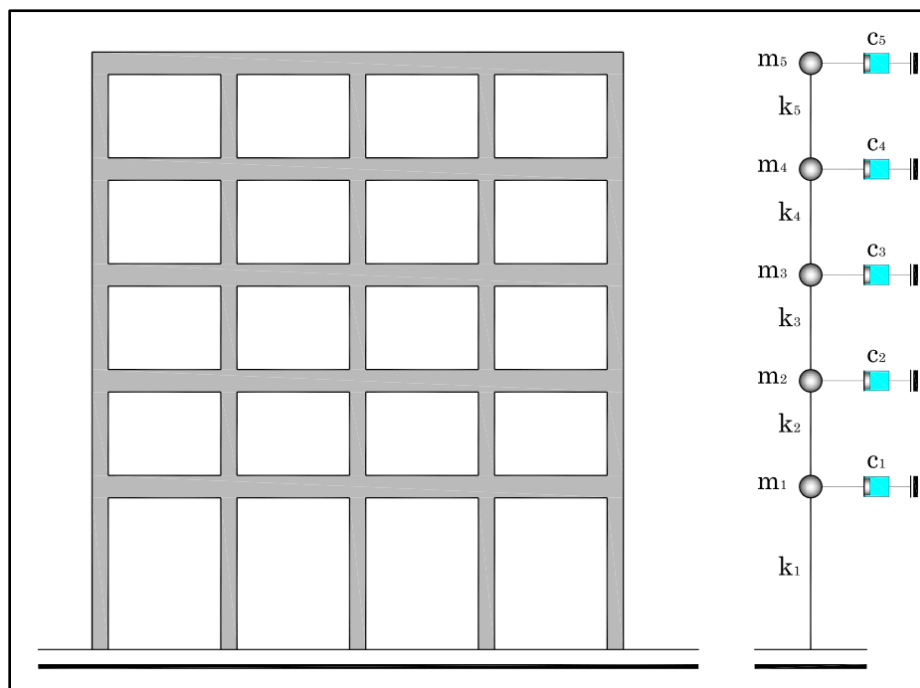 c₅
m₅
k₅
c₄
m₄
k₄
c₃
m₃
k₃
c₂
m₂
k₂
c₁
m₁
k₁